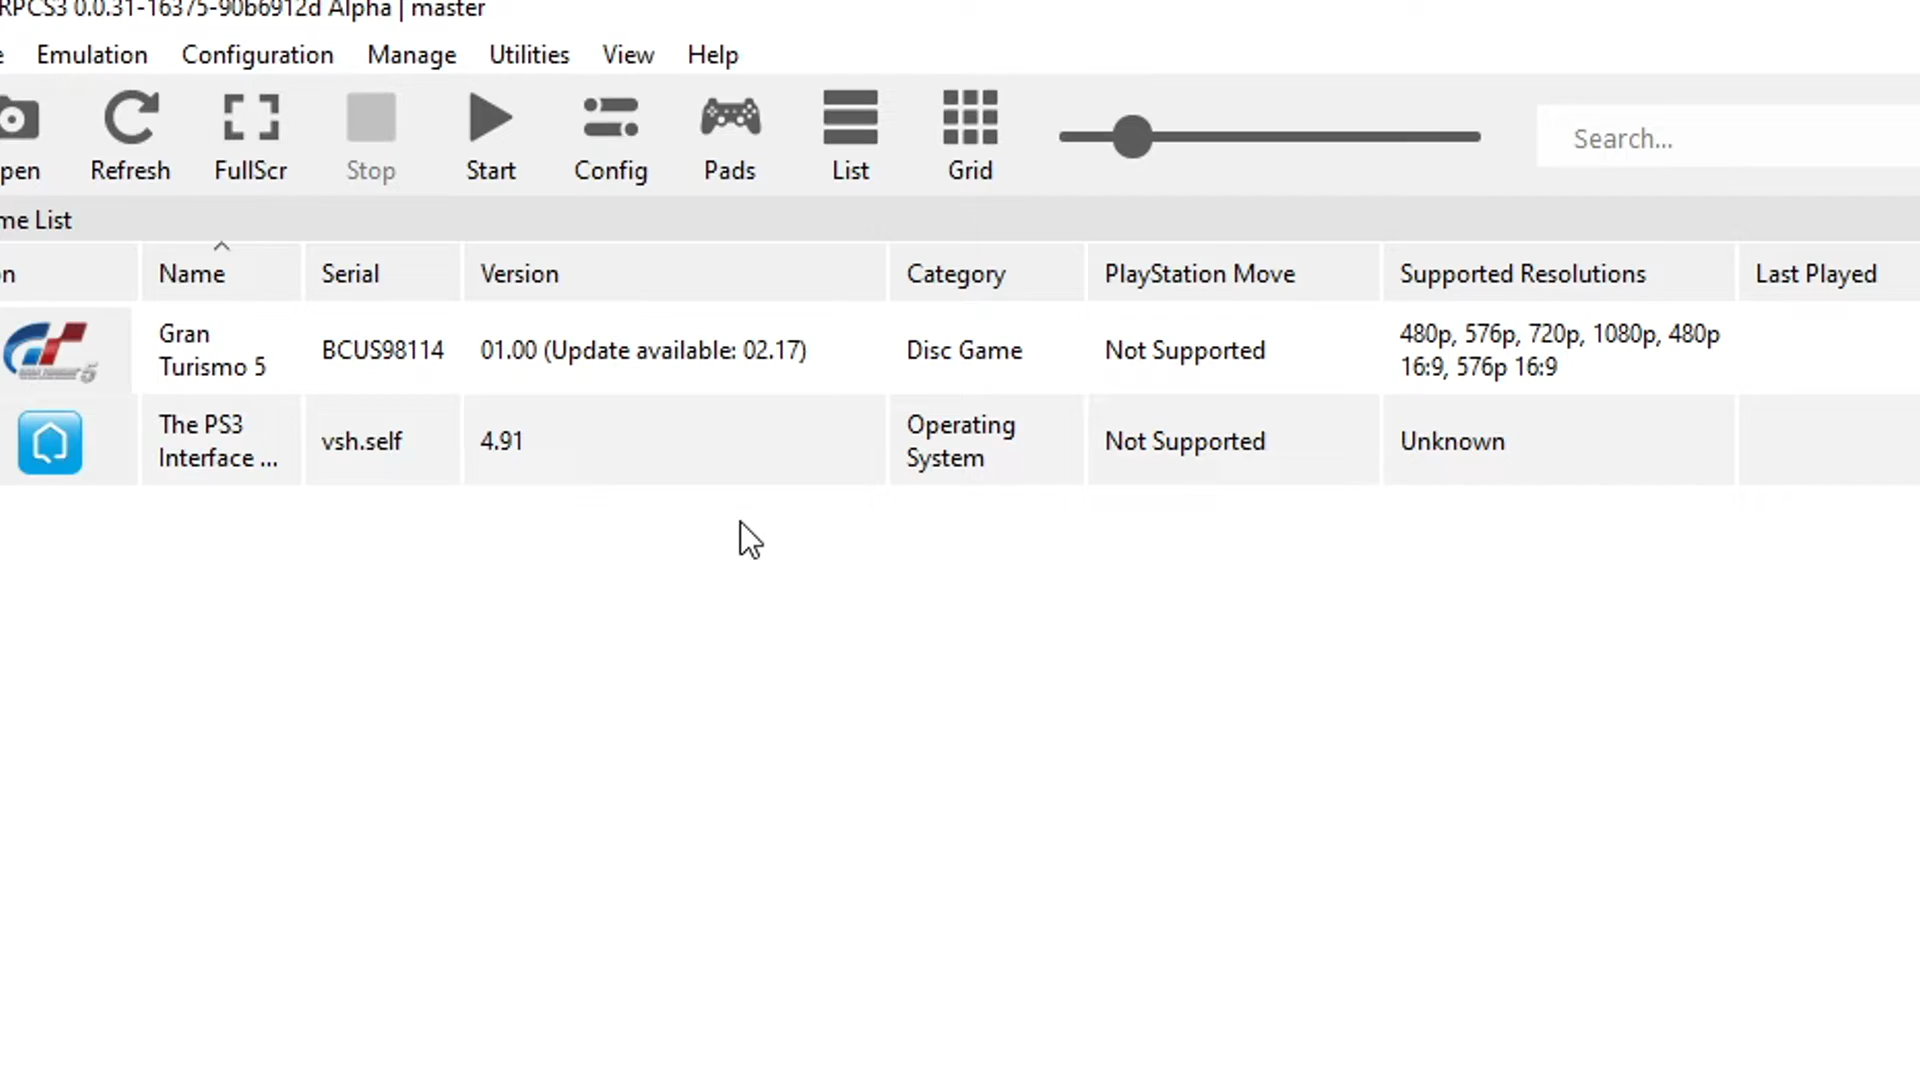 RPCS3 0.0.31-16375-90b6912d Alpha | master
e Emulation Configuration Manage Utilities View Help
pen Refresh FullScr Stop Start Config Pads List Grid Search...
me List
n Name Serial Version Category PlayStation Move Supported Resolutions Last Played
Gran
Turismo 5
BCUS98114
01.00 (Update available: 02.17)
Disc Game
Not Supported
480p, 576p, 720p, 1080p, 480p
16:9, 576p 16:9
The PS3
Interface ...
vsh.self
4.91
Operating
System
Not Supported
Unknown